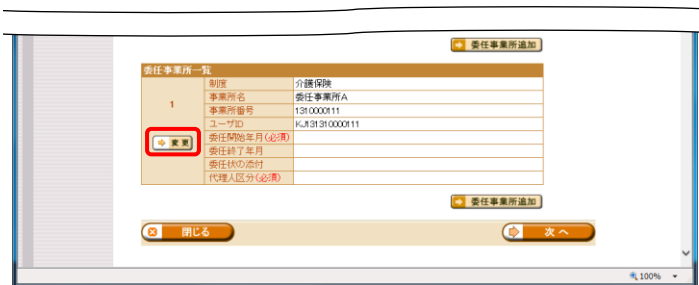 委任事業所追加
委任事業所一覧
1
変更
制度 介護保険
事業所名 委任事業所A
事業所番号 1310000111
ユーザID KJ131310000111
委任開始年月(必須)
委任終了年月
委任状の添付
代理人区分(必須)
委任事業所追加
閉じる 次へ
100%